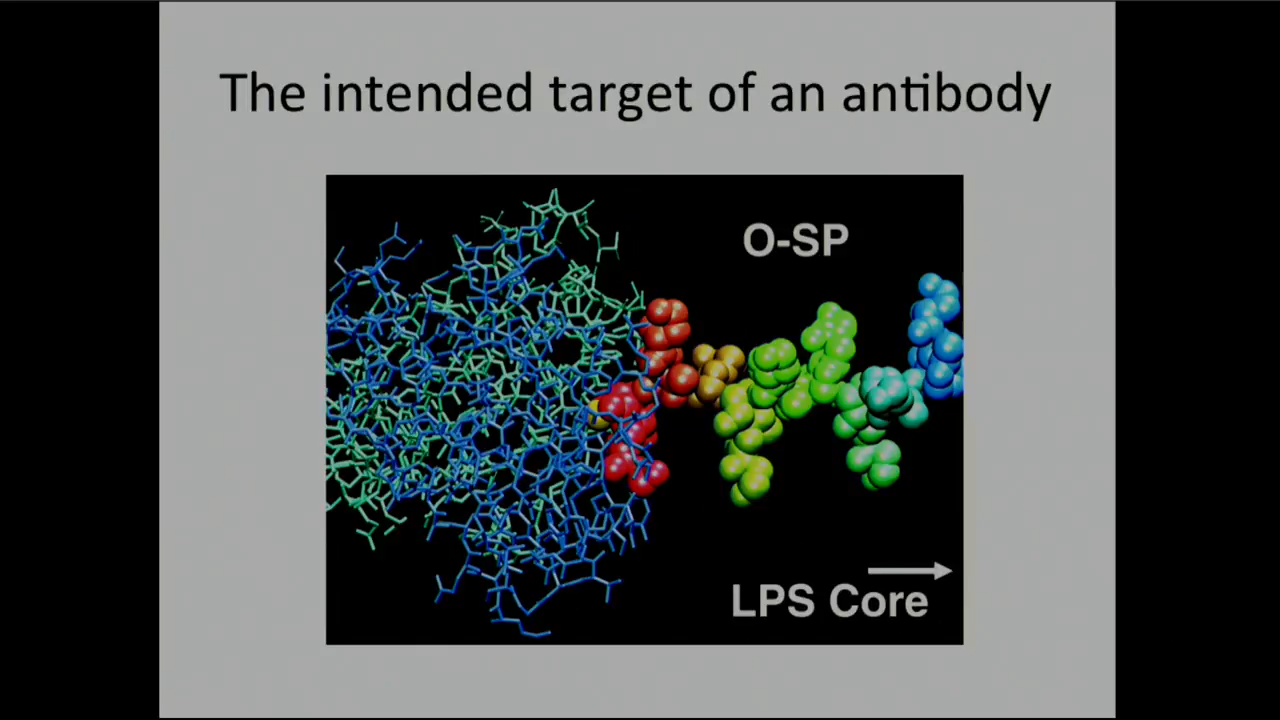 The intended target of an antibody
O-SP
LPS Core